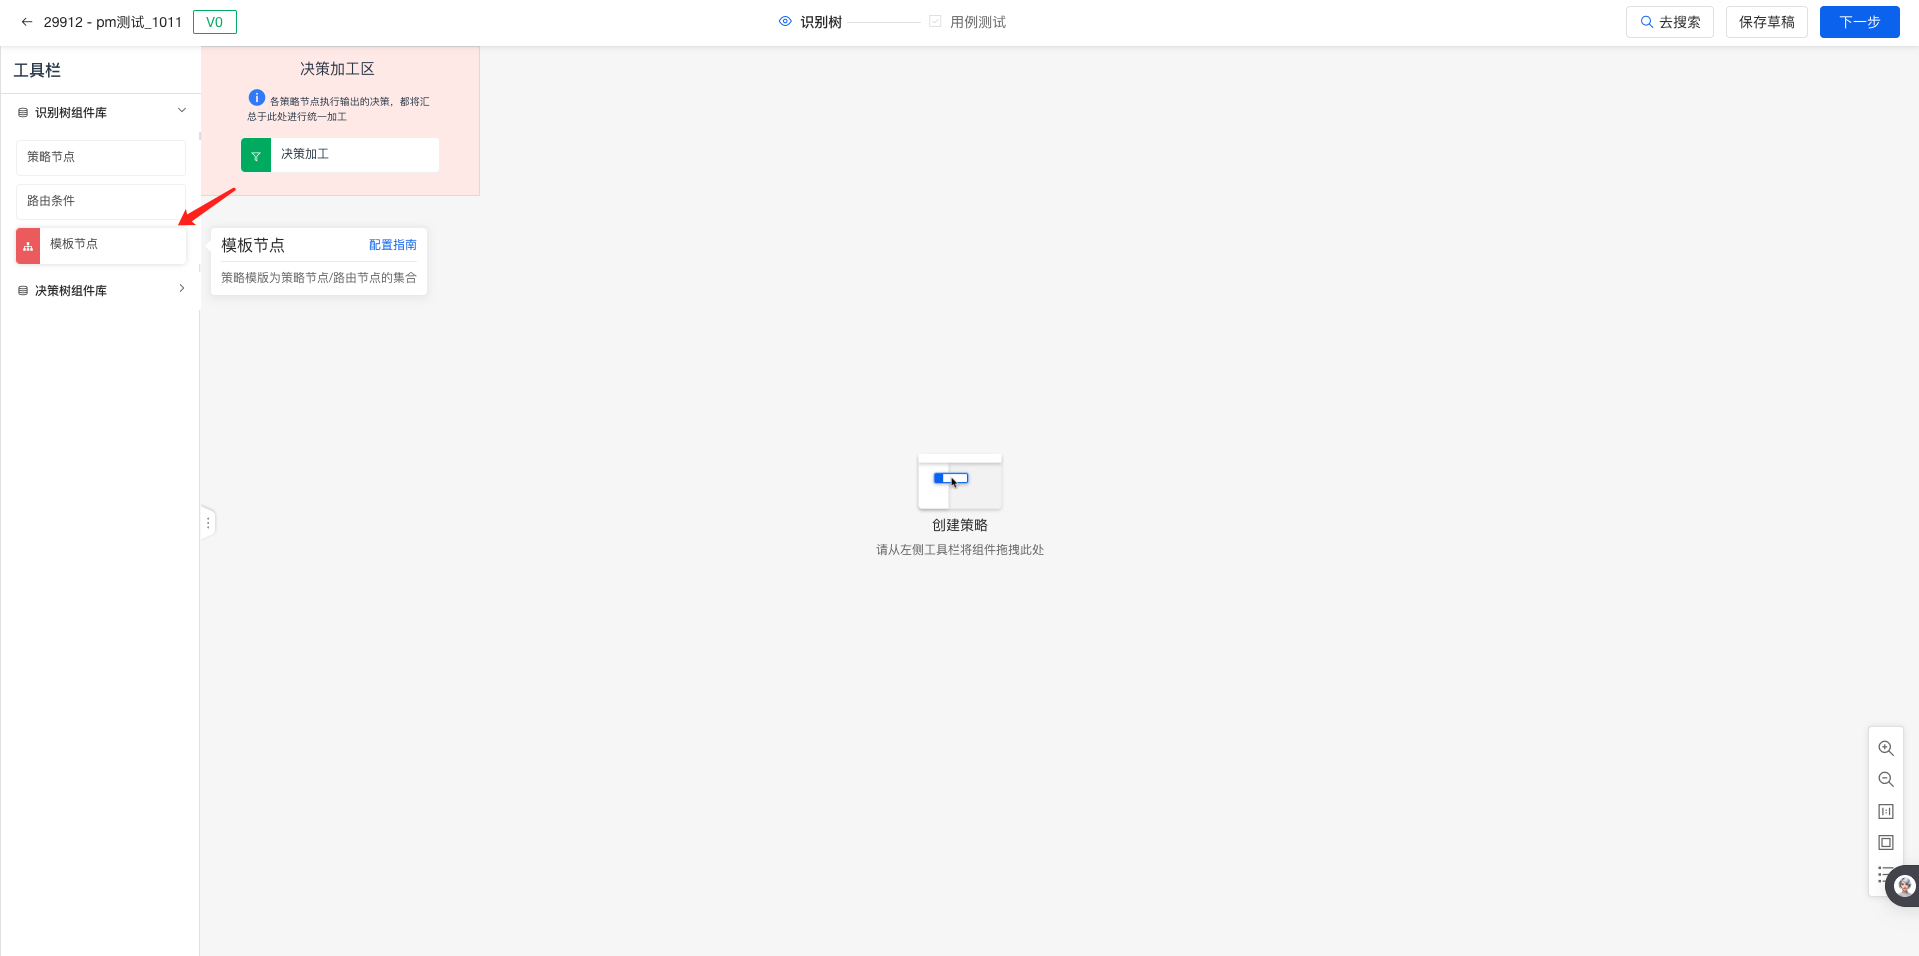 29912 - pm测试_1011 V0
识别树
用例测试
去搜索
保存草稿
下一步
工具栏
识别树组件库
策略节点
路由条件
模板节点
决策树组件库
决策加工区
各策略节点执行输出的决策，都将汇
总于此处进行统一加工
决策加工
模板节点 配置指南
策略模版为策略节点/路由节点的集合
创建策略
请从左侧工具栏将组件拖拽此处